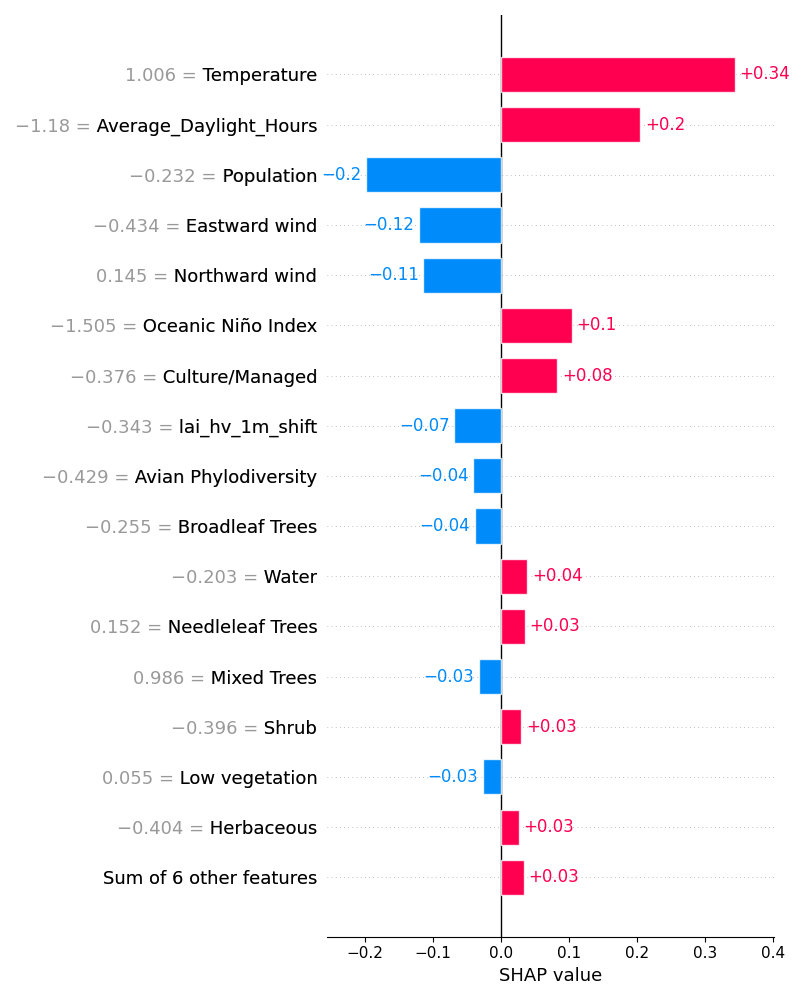 1.006 = Temperature +0.34
−1.18 = Average_Daylight_Hours +0.2
−0.232 = Population −0.2
−0.434 = Eastward wind −0.12
0.145 = Northward wind −0.11
−1.505 = Oceanic Niño Index +0.1
−0.376 = Culture/Managed +0.08
−0.343 = lai_hv_1m_shift −0.07
−0.429 = Avian Phylodiversity −0.04
−0.255 = Broadleaf Trees −0.04
−0.203 = Water +0.04
0.152 = Needleleaf Trees +0.03
0.986 = Mixed Trees −0.03
−0.396 = Shrub +0.03
0.055 = Low vegetation −0.03
−0.404 = Herbaceous +0.03
Sum of 6 other features +0.03
−0.2 −0.1 0.0 0.1 0.2 0.3 0.4
SHAP value